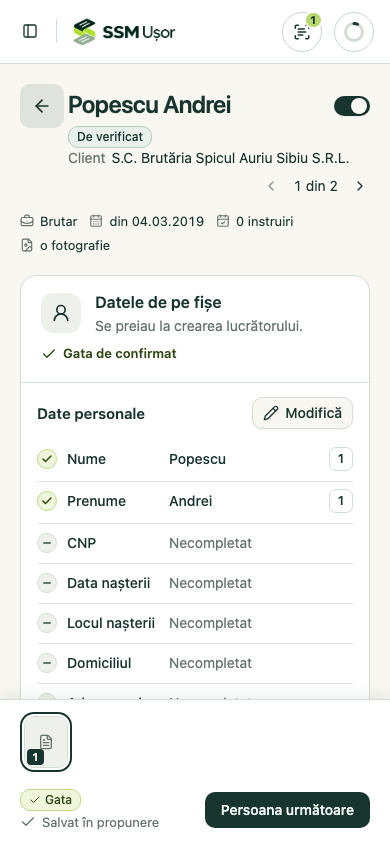 SSM Ușor
1
Popescu Andrei
De verificat
Client S.C. Brutăria Spicul Auriu Sibiu S.R.L.
1 din 2
Brutar din 04.03.2019 0 instruiri
o fotografie
Datele de pe fișe
Se preiau la crearea lucrătorului.
Gata de confirmat
Date personale Modifică
Nume Popescu 1
Prenume Andrei 1
CNP Necompletat
Data nașterii Necompletat
Locul nașterii Necompletat
Domiciliul Necompletat
1
Gata
Salvat în propunere
Persoana următoare